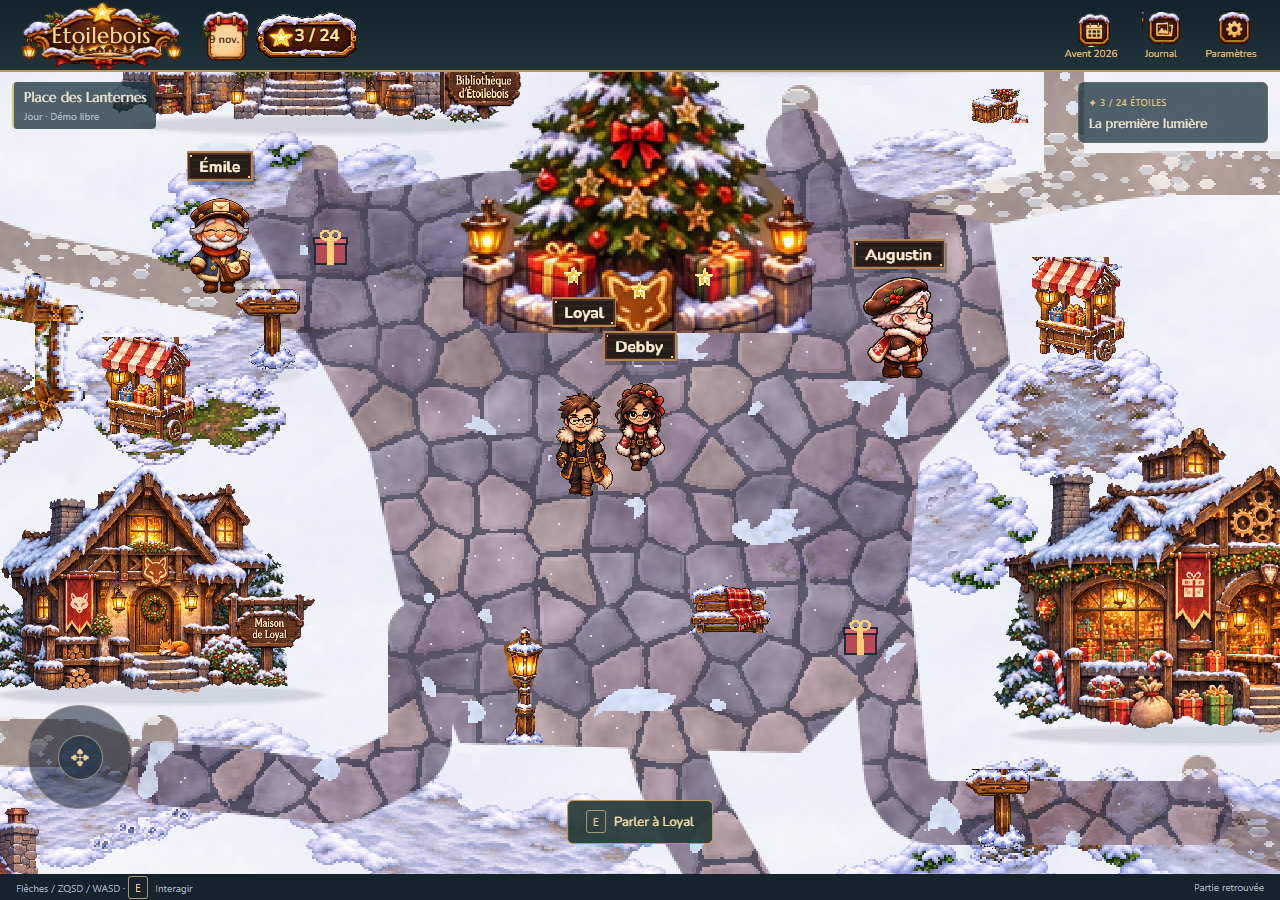 Etoilebois
9 nov.
3 / 24
Avent 2026
Journal
Paramètres
Bibliothèque
d'Étoilebois
Place des Lanternes
Jour · Démo libre
✦ 3 / 24 ÉTOILES
La première lumière
Émile
Augustin
Loyal
Debby
Maison
de Loyal
E Parler à Loyal
Flèches / ZQSD / WASD · E Interagir
Partie retrouvée